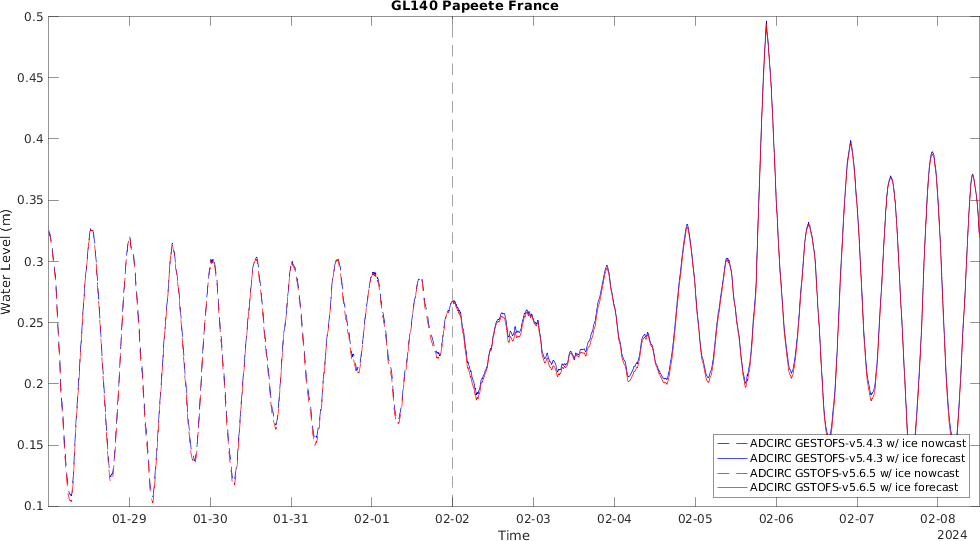 GL140 Papeete France
0.5
0.45
0.4
0.35
0.3
0.25
0.2
0.15
0.1
Water Level (m)
ADCIRC GESTOFS-v5.4.3 w/ ice nowcast
ADCIRC GESTOFS-v5.4.3 w/ ice forecast
ADCIRC GSTOFS-v5.6.5 w/ ice nowcast
ADCIRC GSTOFS-v5.6.5 w/ ice forecast
01-29 01-30 01-31 02-01 02-02 02-03 02-04 02-05 02-06 02-07 02-08
Time
2024